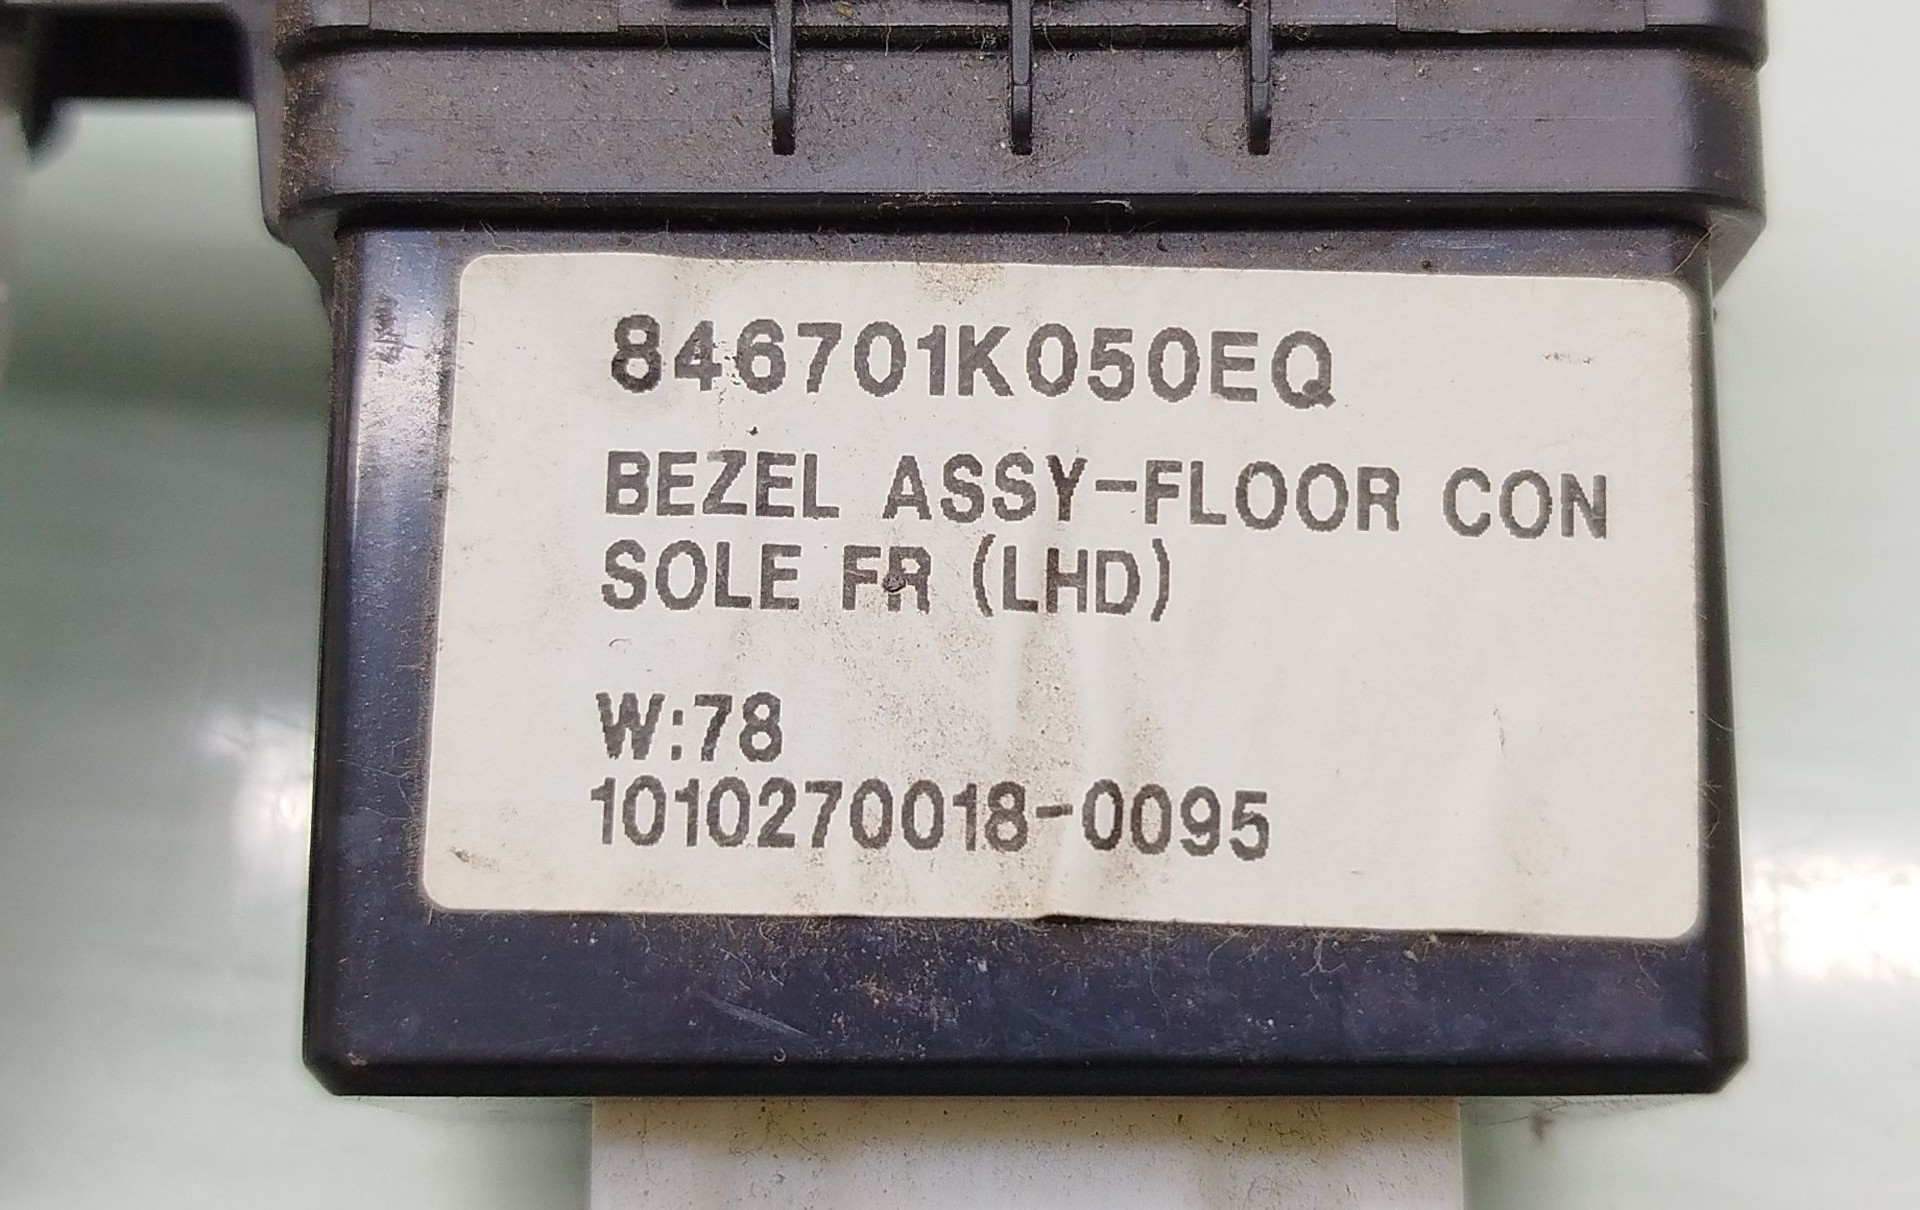 846701K050EQ
BEZEL ASSY-FLOOR CON
SOLE FR (LHD)
W:78
1010270018-0095